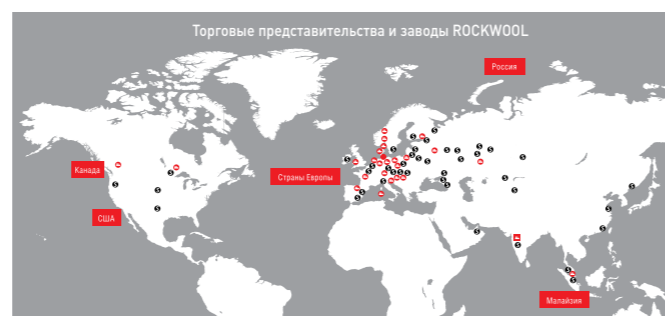 Торговые представительства и заводы ROCKWOOL
Россия
Канада
Страны Европы
США
Малайзия